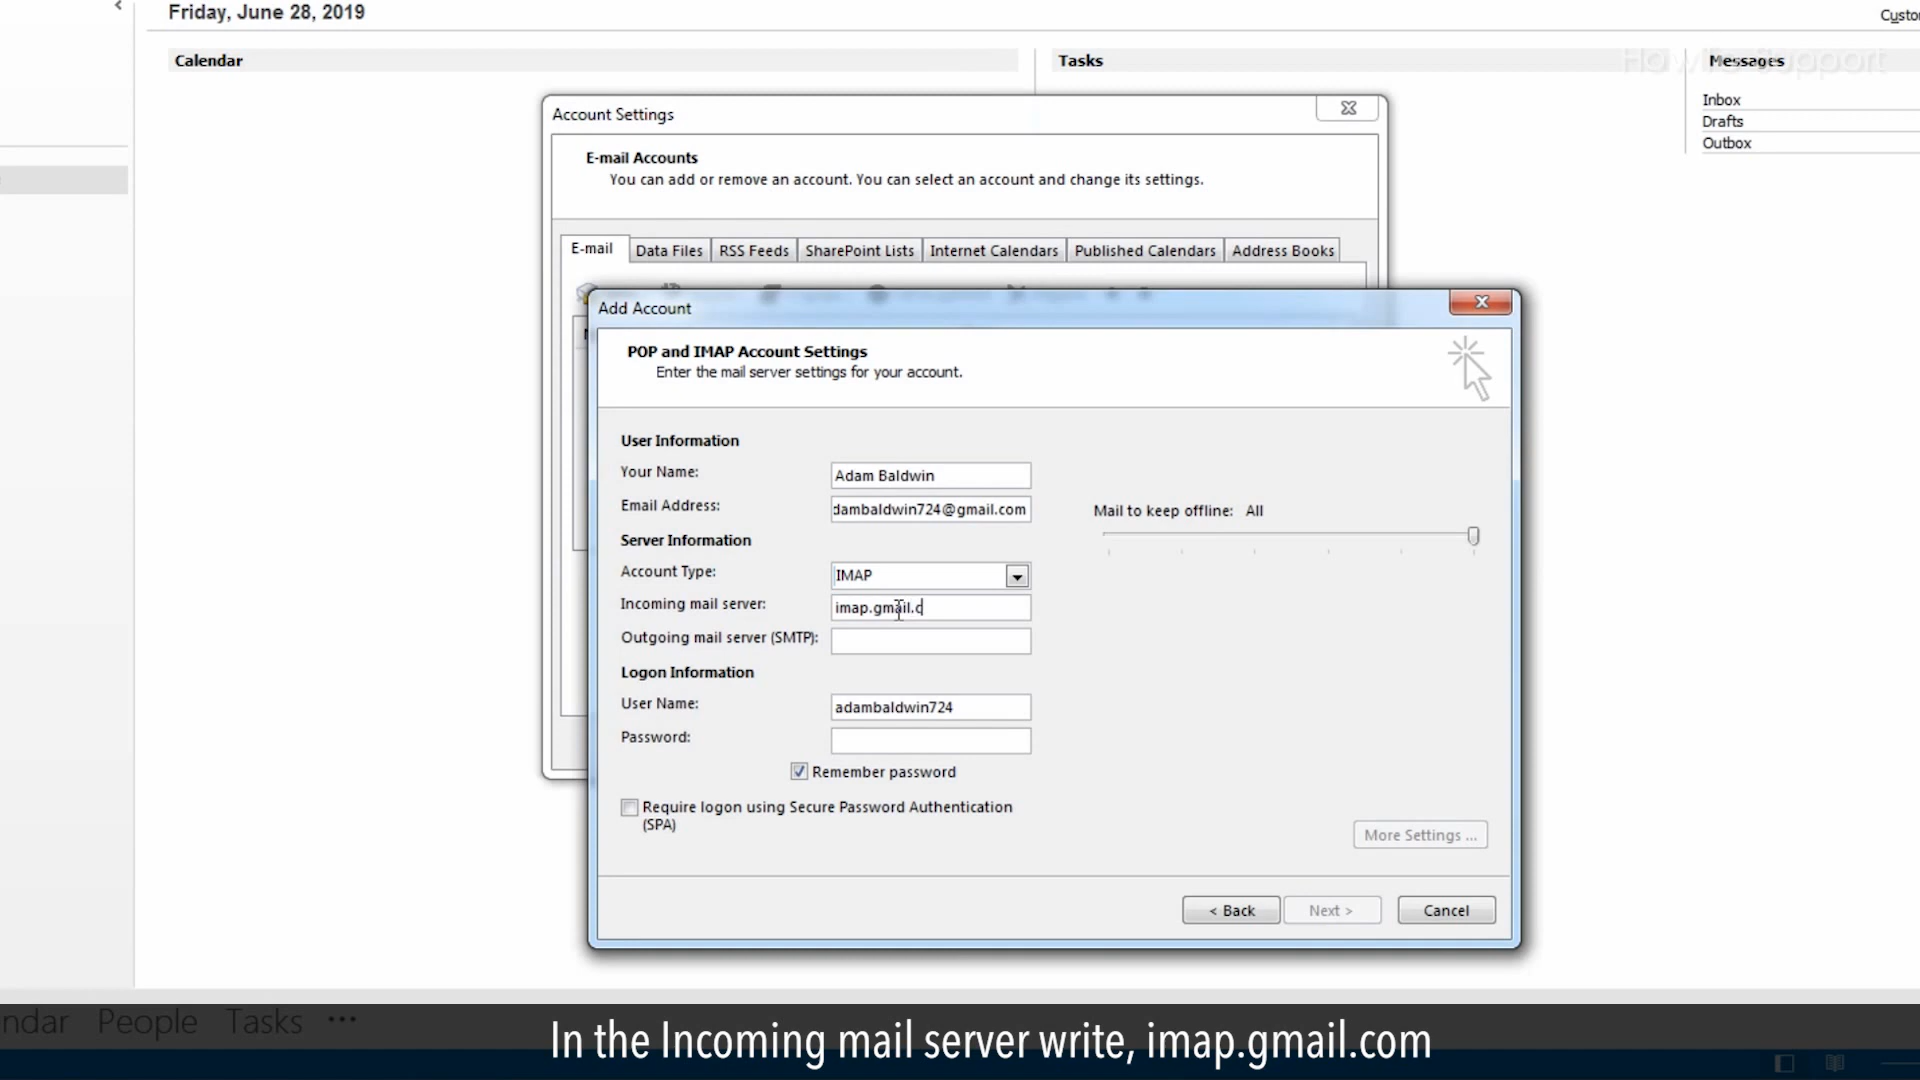 Friday, June 28, 2019
Custo
Calendar
Tasks
Messages
HowTo Support
Inbox
Drafts
Outbox
Account Settings
E-mail Accounts
You can add or remove an account. You can select an account and change its settings.
E-mail
Data Files
RSS Feeds
SharePoint Lists
Internet Calendars
Published Calendars
Address Books
Add Account
POP and IMAP Account Settings
Enter the mail server settings for your account.
User Information
Your Name:
Adam Baldwin
Email Address:
dambaldwin724@gmail.com
Mail to keep offline: All
Server Information
Account Type:
IMAP
Incoming mail server:
imap.gmail.c
Outgoing mail server (SMTP):
Logon Information
User Name:
adambaldwin724
Password:
Remember password
Require logon using Secure Password Authentication
(SPA)
More Settings ...
< Back
Next >
Cancel
ndar People Tasks ...
In the Incoming mail server write, imap.gmail.com